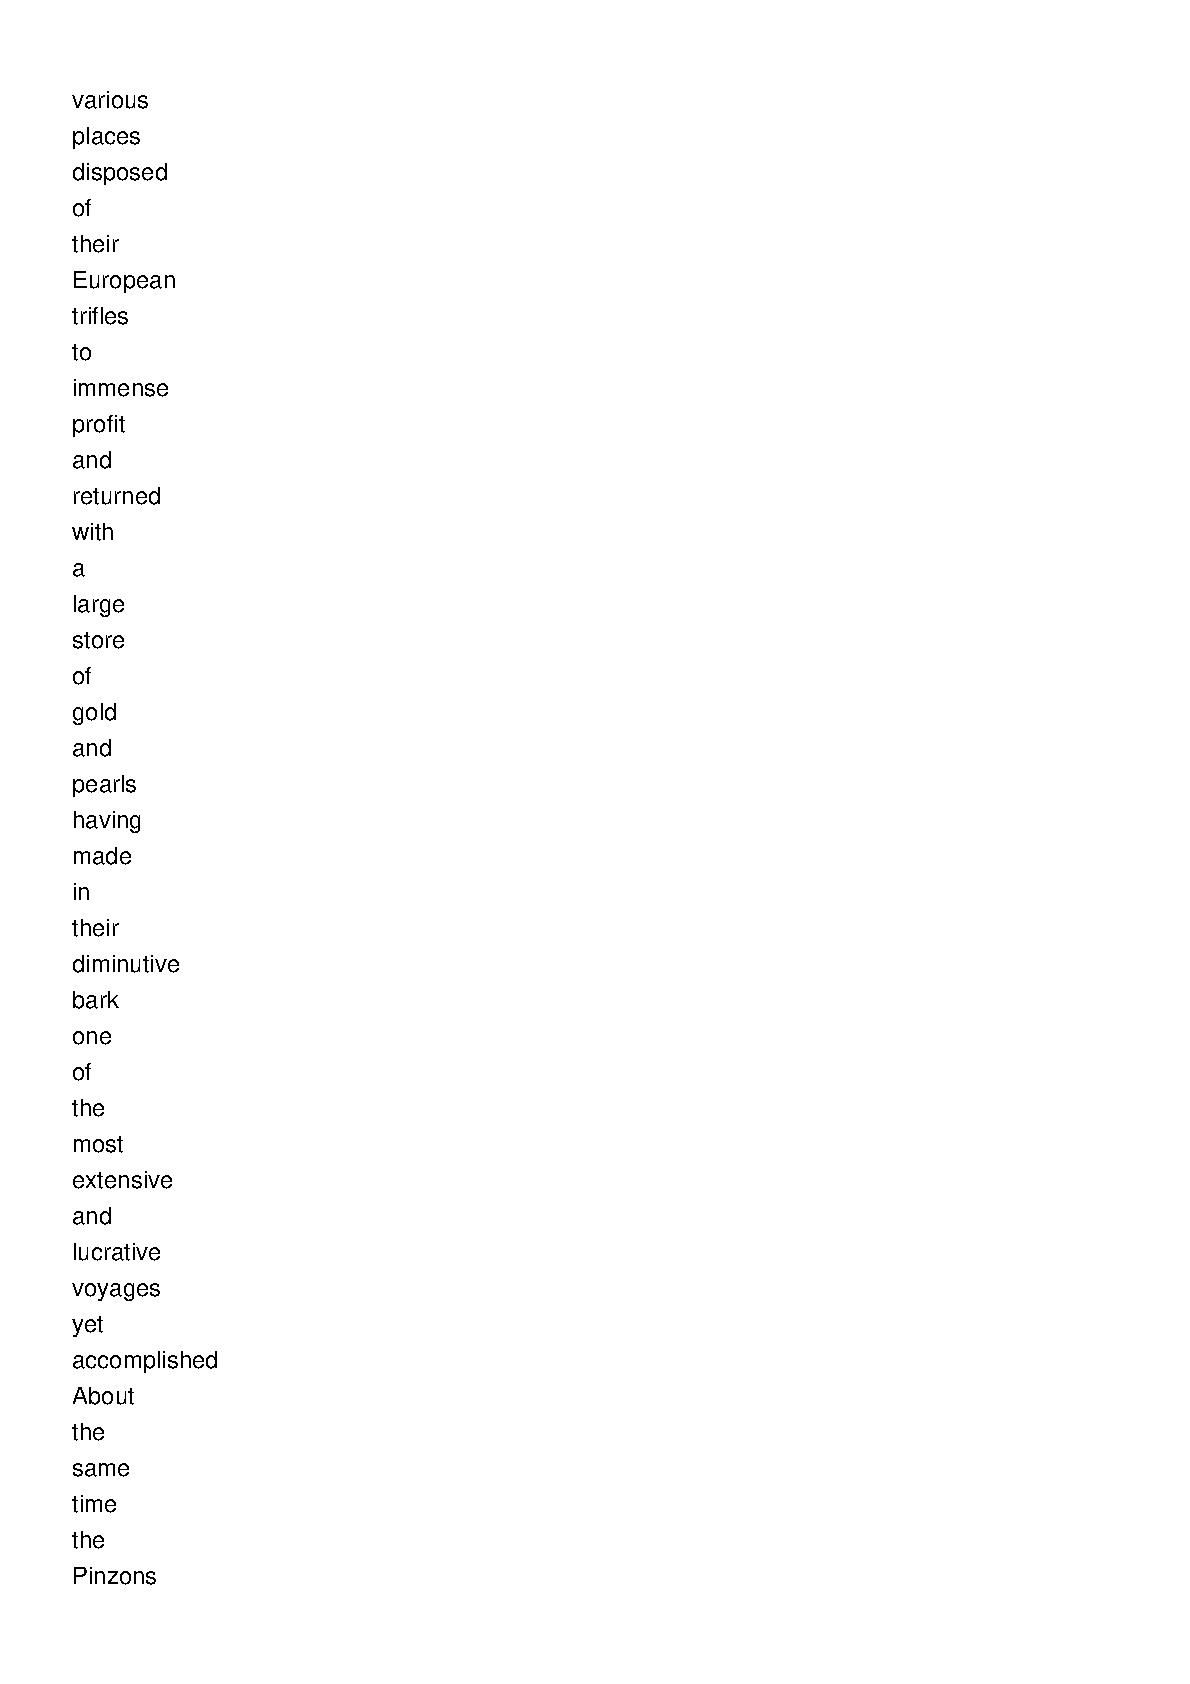 various
places
disposed
of
their
European
trifles
to
immense
profit
and
returned
with
a
large
store
of
gold
and
pearls
having
made
in
their
diminutive
bark
one
of
the
most
extensive
and
lucrative
voyages
yet
accomplished
About
the
same
time
the
Pinzons